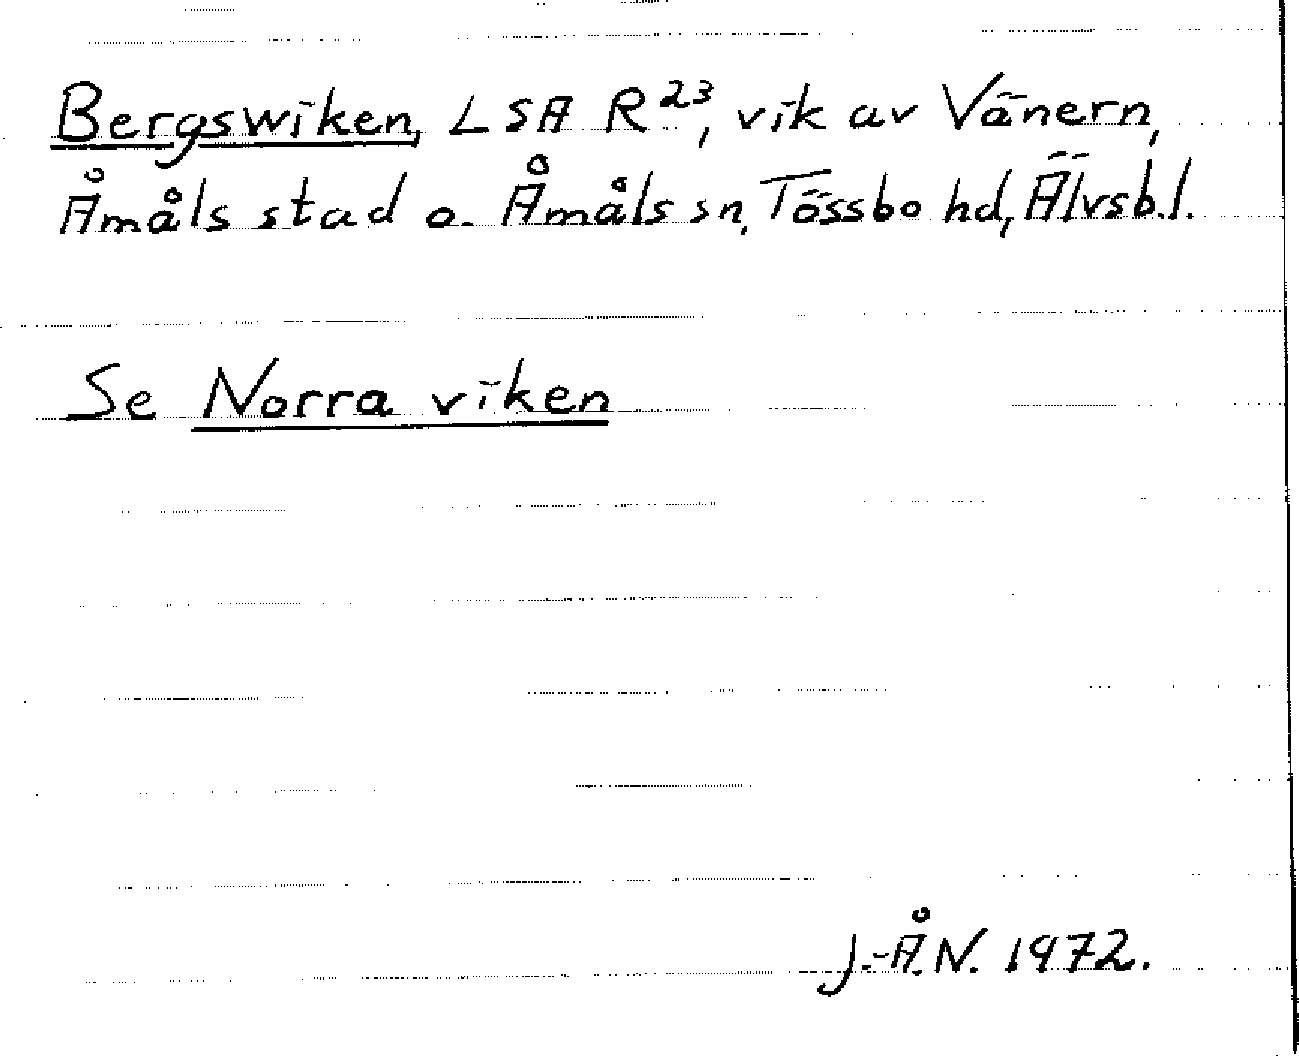 Bergswiken, LSA R²³, vik av Vänern,
Åmåls stad o. Åmåls sn, Tössbo hd, Älvsb. l.
Se Norra viken
J.-Å.N. 1972.